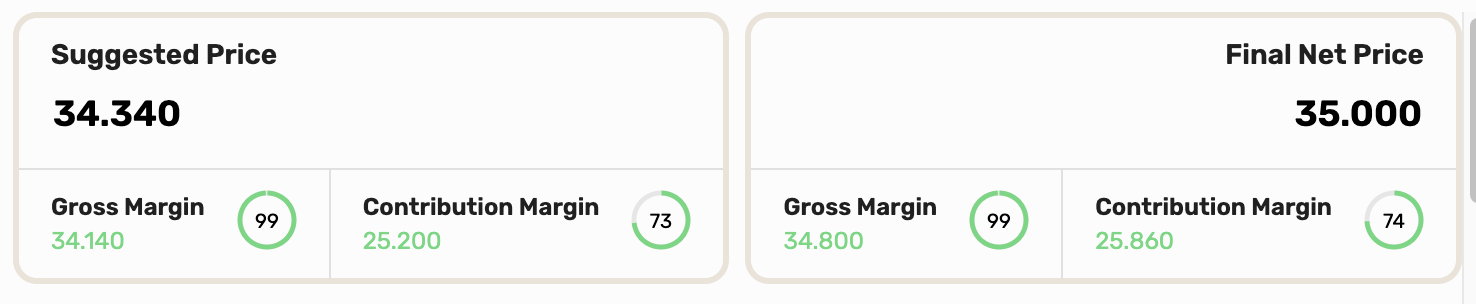 Suggested Price
34.340
Gross Margin
34.140
99
Contribution Margin
25.200
73
Final Net Price
35.000
Gross Margin
34.800
99
Contribution Margin
25.860
74